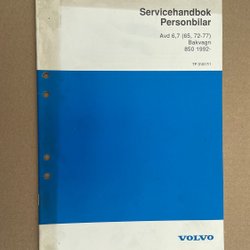 Servicehandbok
Personbilar
Avd 6,7 (65, 72-77)
Bakvagn
850 1992-
VOLVO